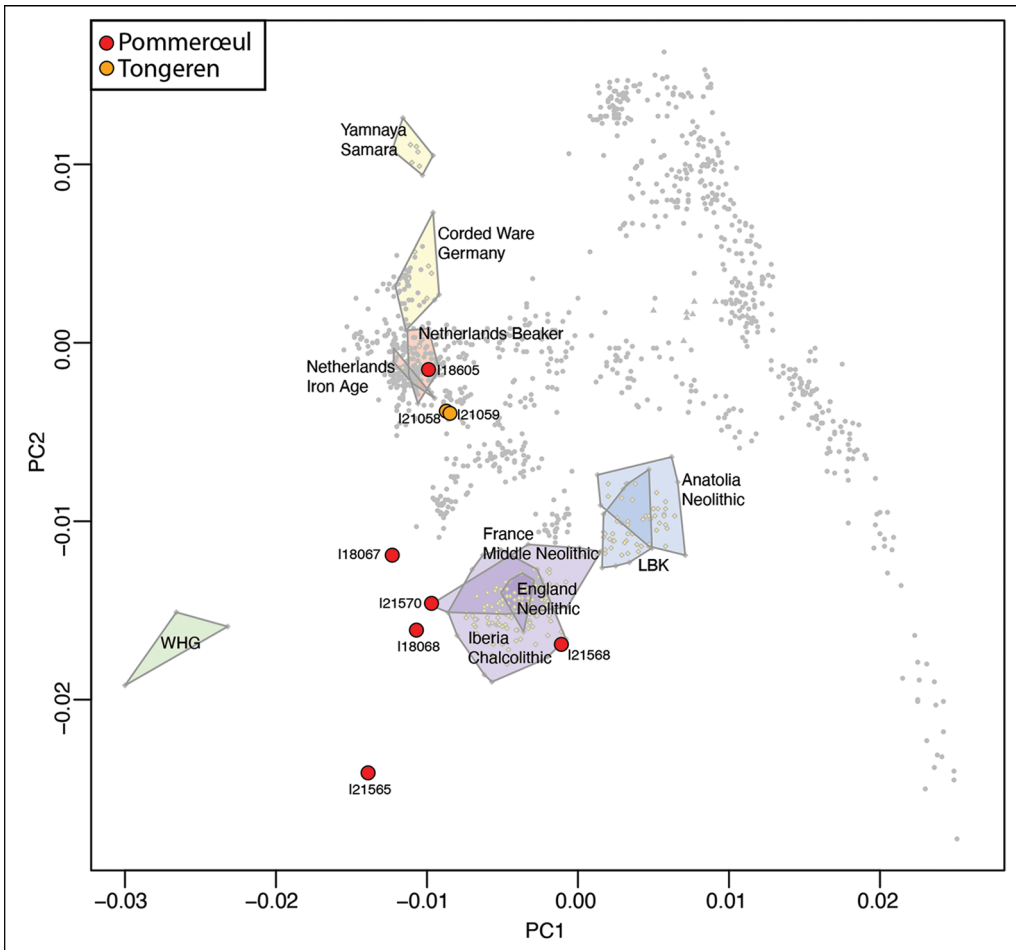 Pommerœul
Tongeren
Yamnaya
Samara
Corded Ware
Germany
Netherlands Beaker
Netherlands
Iron Age
I18605
I21058
I21059
Anatolia
Neolithic
LBK
France
Middle Neolithic
England
Neolithic
Iberia
Chalcolithic
I18067
I21570
I18068
I21568
WHG
I21565
PC2
0.01
0.00
−0.01
−0.02
−0.03
−0.02
−0.01
0.00
0.01
0.02
PC1